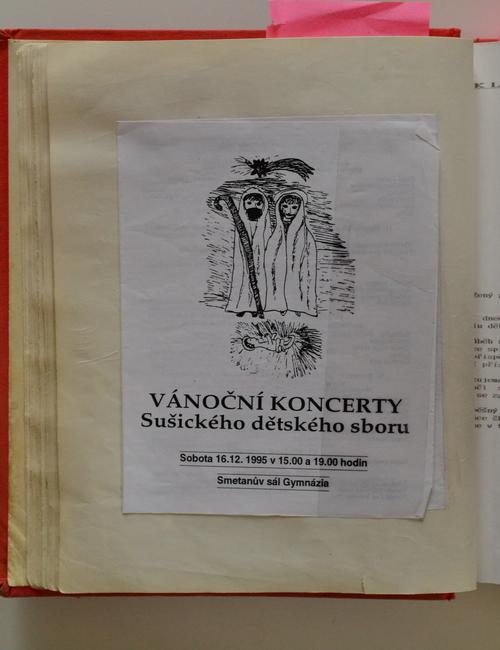 VÁNOČNÍ KONCERTY
Sušického dětského sboru
Sobota 16.12. 1995 v 15.00 a 19.00 hodin
Smetanův sál Gymnázia